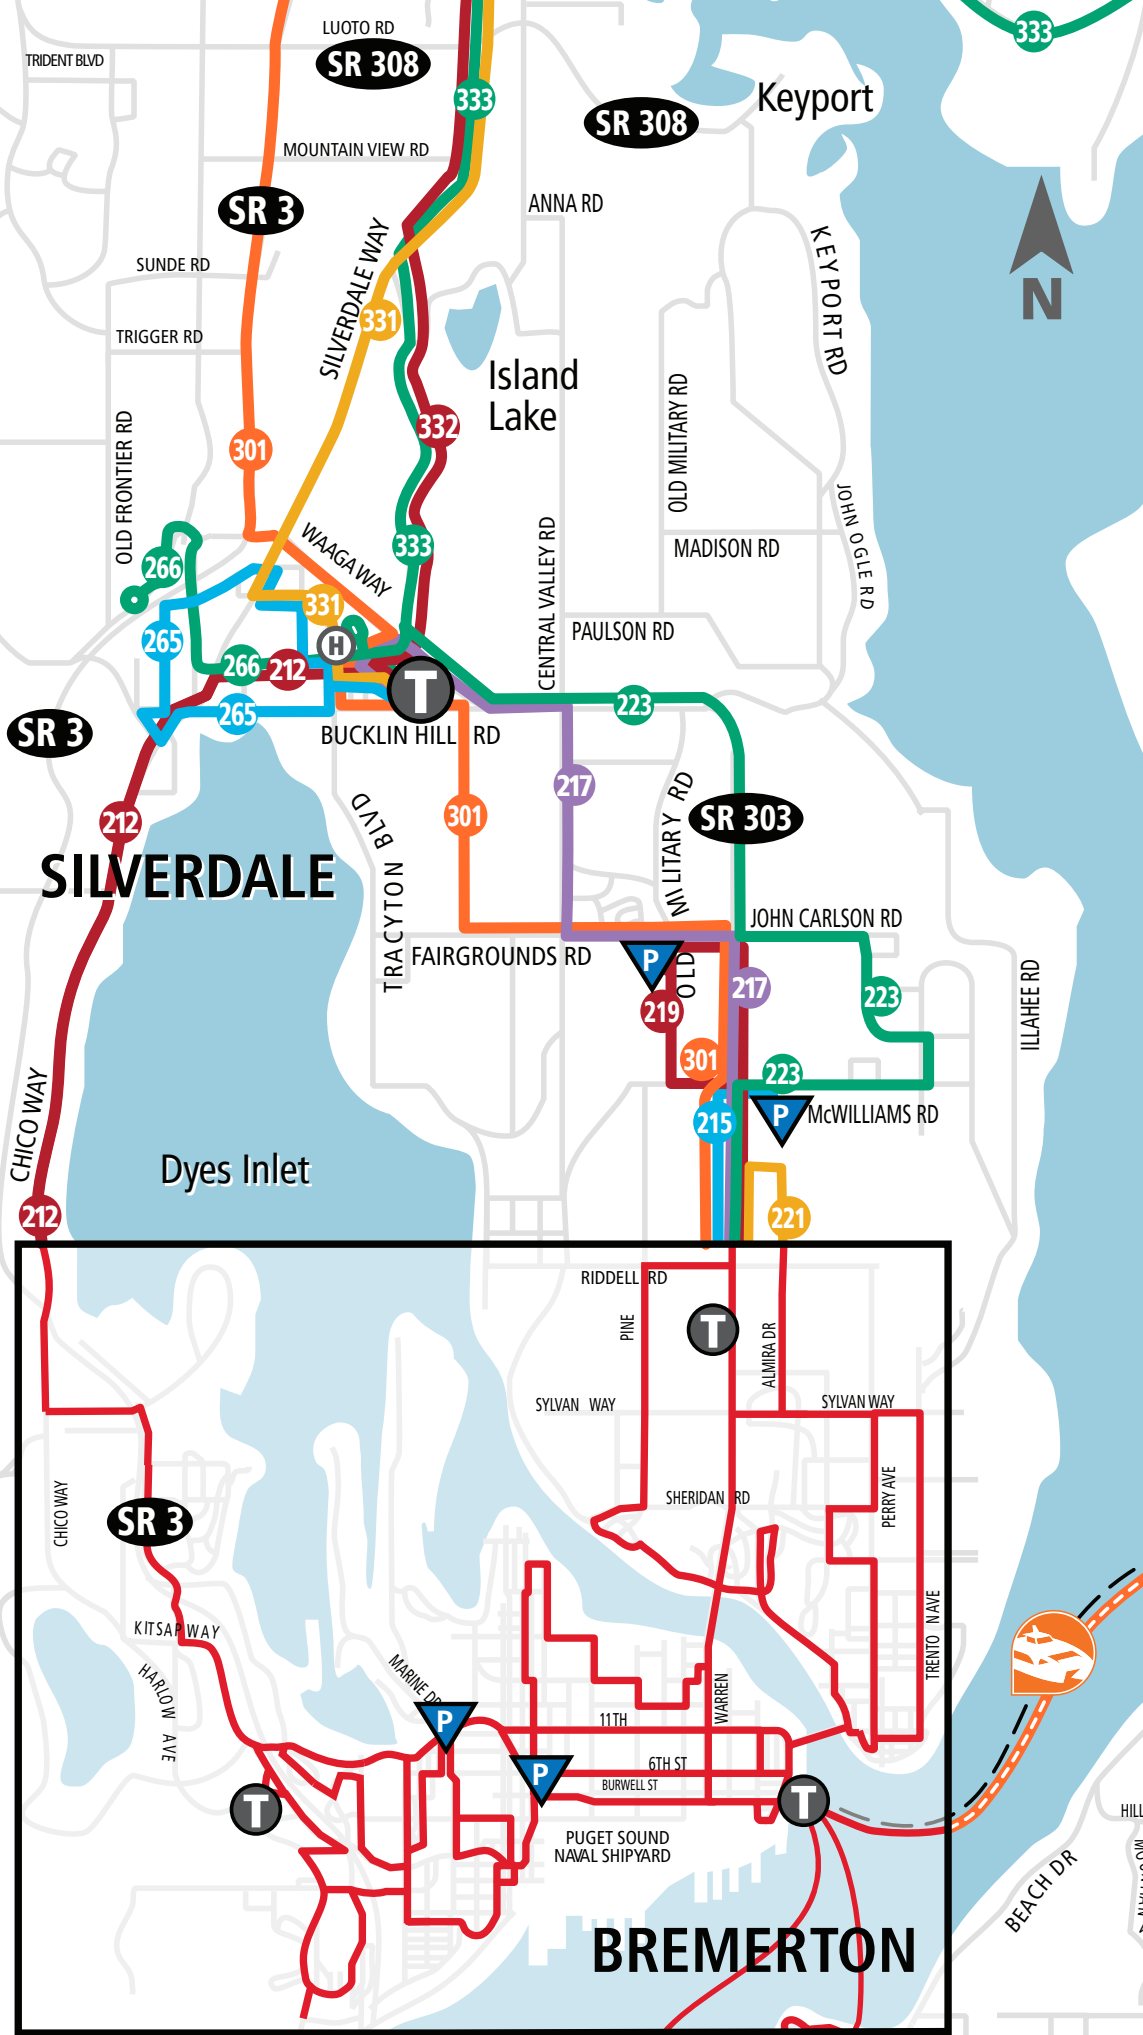 333
LUOTO RD
TRIDENT BLVD
SR 308
333
Keyport
SR 308
MOUNTAIN VIEW RD
SR 3
ANNA RD
SUNDE RD
SILVERDALE WAY
KEYPORT RD
N
331
TRIGGER RD
Island
Lake
OLD MILITARY RD
332
301
OLD FRONTIER RD
JOHN OGLE RD
WAAGA WAY
333
CENTRAL VALLEY RD
MADISON RD
266
331
265
H
PAULSON RD
266
212
T
223
265
SR 3
BUCKLIN HILL RD
217
OLD MILITARY RD
SR 303
301
212
TRACYTON BLVD
SILVERDALE
JOHN CARLSON RD
FAIRGROUNDS RD
P
217
223
219
ILLAHEE RD
301
223
CHICO WAY
215
P
McWILLIAMS RD
Dyes Inlet
212
221
RIDDELL RD
PINE
T
ALMIRA DR
SYLVAN WAY
SYLVAN WAY
CHICO WAY
SHERIDAN RD
PERRY AVE
SR 3
KITSAP WAY
TRENTON AVE
HARLOW AVE
MARINE DR
WARREN
P
11TH
6TH ST
P
BURWELL ST
T
T
HILL
PUGET SOUND
NAVAL SHIPYARD
BEACH DR
BREMERTON